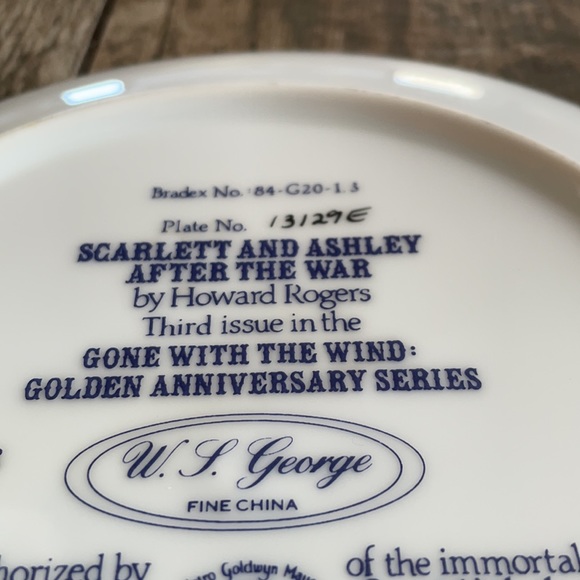 Bradex No. 84-G20-1.3
Plate No. 13129E
SCARLETT AND ASHLEY
AFTER THE WAR
by Howard Rogers
Third issue in the
GONE WITH THE WIND:
GOLDEN ANNIVERSARY SERIES
W. S. George
FINE CHINA
by
Goldwyn
of the immortal